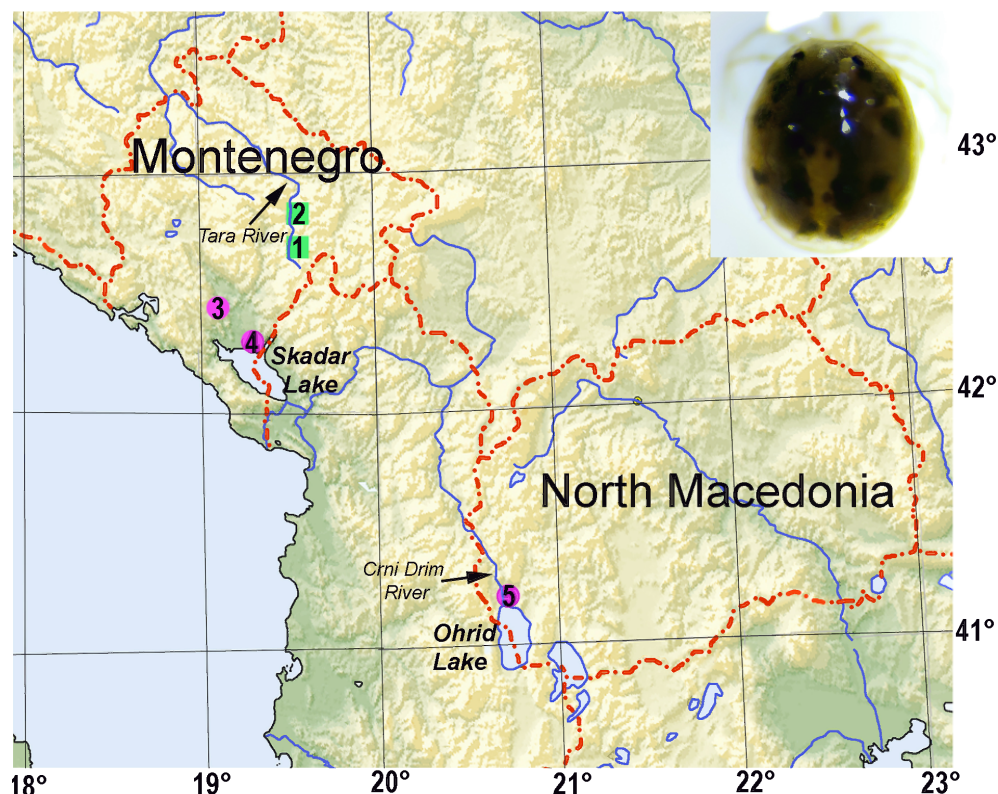 43°
Montenegro
2
Tara River
1
3
4
Skadar
Lake
42°
North Macedonia
Crni Drim
River
5
Ohrid
Lake
41°
18°
19°
20°
21°
22°
23°